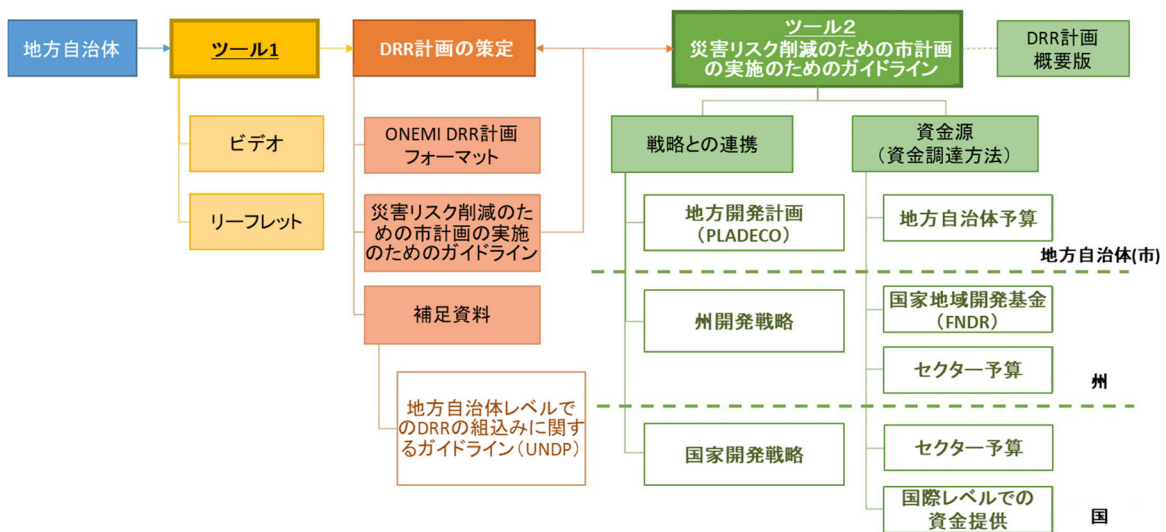 地方自治体
ツール1
DRR計画の策定
ツール2
災害リスク削減のための市計画
の実施のためのガイドライン
DRR計画
概要版
ビデオ
リーフレット
ONEMI DRR計画
フォーマット
災害リスク削減のた
めの市計画の実施
のためのガイドライン
補足資料
地方自治体レベルで
のDRRの組込みに関す
るガイドライン（UNDP）
戦略との連携
資金源
（資金調達方法）
地方開発計画
（PLADECO）
地方自治体予算
地方自治体(市)
州開発戦略
国家地域開発基金
（FNDR）
セクター予算
州
国家開発戦略
セクター予算
国際レベルでの
資金提供
国